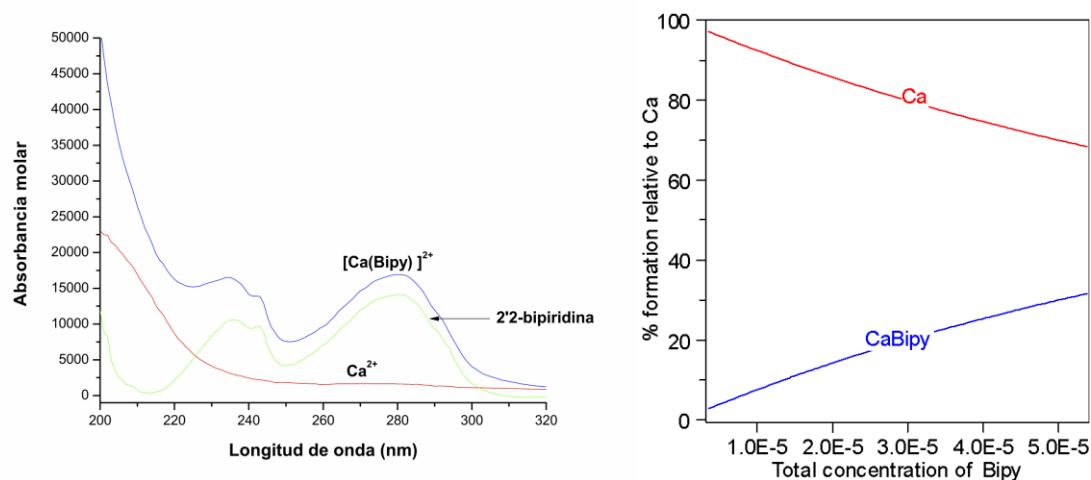 50000
45000
40000
35000
30000
25000
20000
15000
10000
5000
0
Absorbancia molar
[Ca(Bipy) ]²⁺
2'2-bipiridina
Ca²⁺
200 220 240 260 280 300 320
Longitud de onda (nm)
100
80
60
40
20
0
% formation relative to Ca
Ca
CaBipy
1.0E-5 2.0E-5 3.0E-5 4.0E-5 5.0E-5
Total concentration of Bipy